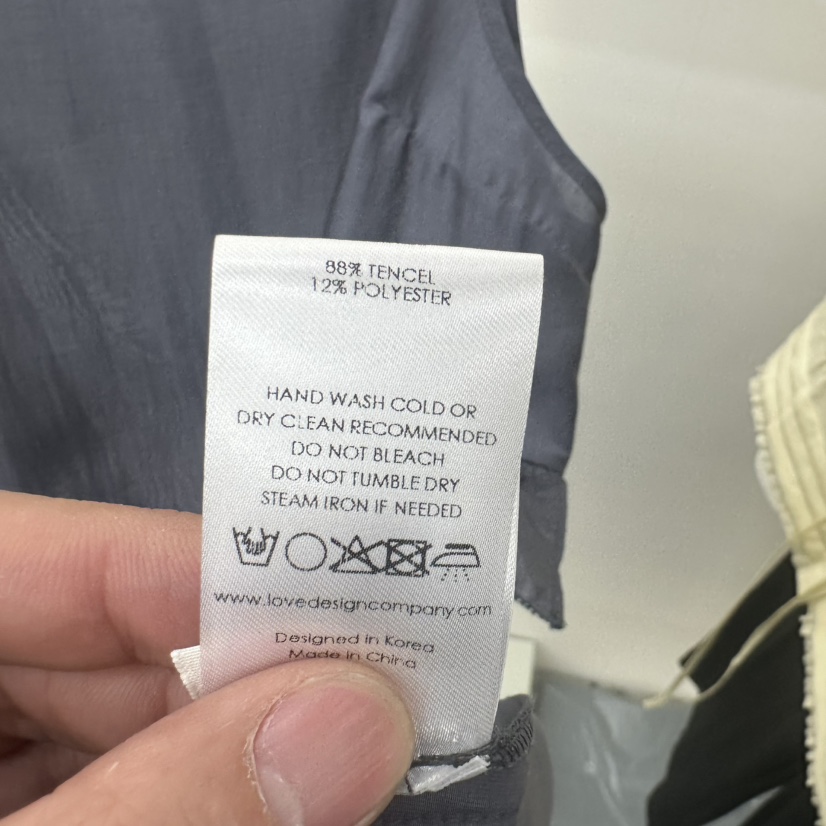 88% TENCEL
12% POLYESTER
HAND WASH COLD OR
DRY CLEAN RECOMMENDED
DO NOT BLEACH
DO NOT TUMBLE DRY
STEAM IRON IF NEEDED
www.lovedesigncompany.com
Designed in Korea
Made in China